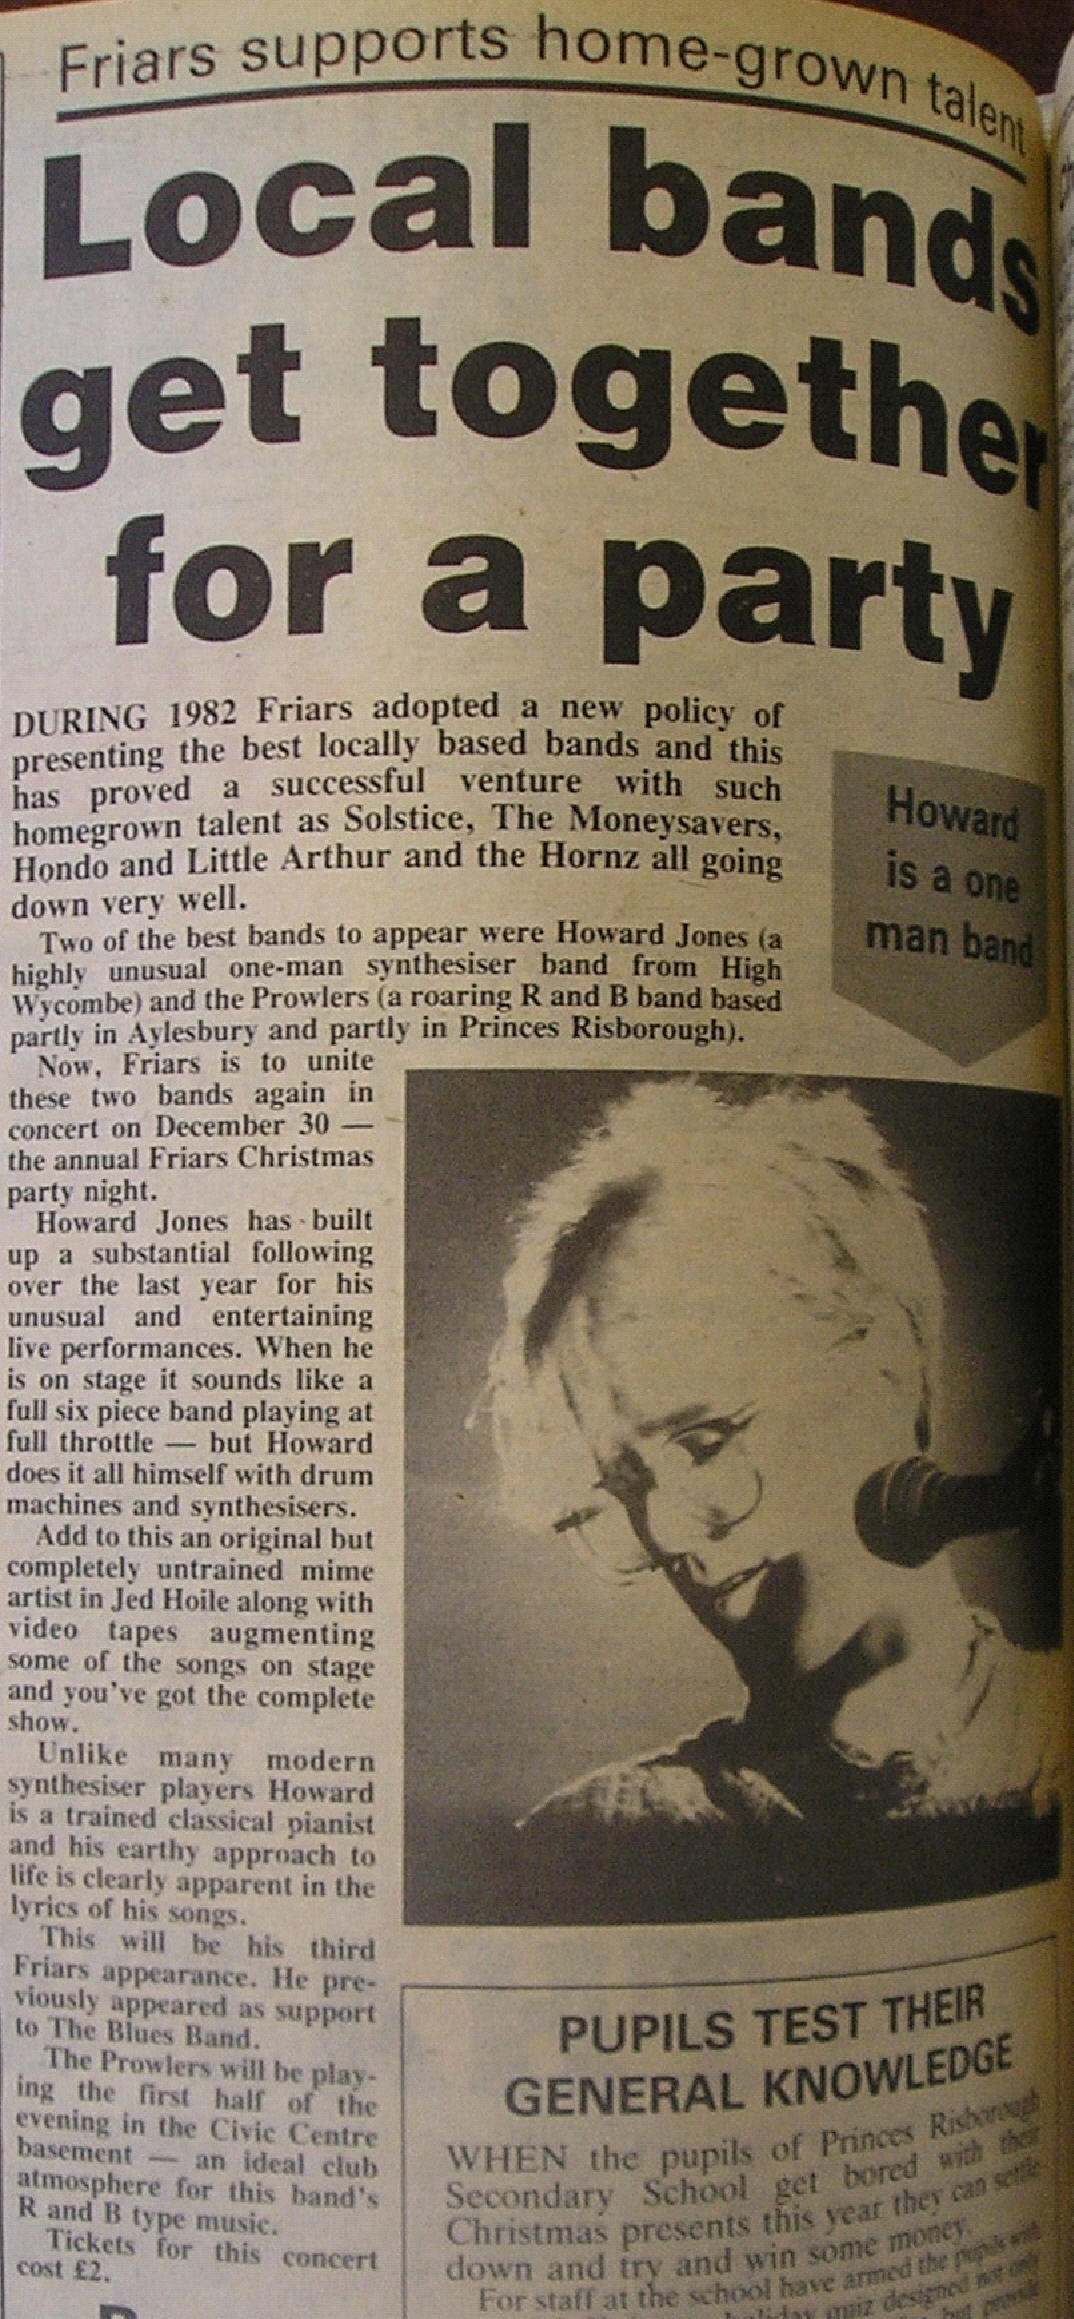 Friars supports home-grown talent
Local bands
get together
for a party
DURING 1982 Friars adopted a new policy of
presenting the best locally based bands and this
has proved a successful venture with such
homegrown talent as Solstice, The Moneysavers,
Hondo and Little Arthur and the Hornz all going
down very well.
Two of the best bands to appear were Howard Jones (a
highly unusual one-man synthesiser band from High
Wycombe) and the Prowlers (a roaring R and B band based
partly in Aylesbury and partly in Princes Risborough).
Now, Friars is to unite
these two bands again in
concert on December 30 —
the annual Friars Christmas
party night.
Howard Jones has built
up a substantial following
over the last year for his
unusual and entertaining
live performances. When he
is on stage it sounds like a
full six piece band playing at
full throttle — but Howard
does it all himself with drum
machines and synthesisers.
Add to this an original but
completely untrained mime
artist in Jed Hoile along with
video tapes augmenting
some of the songs on stage
and you've got the complete
show.
Unlike many modern
synthesiser players Howard
is a trained classical pianist
and his earthy approach to
life is clearly apparent in the
lyrics of his songs.
This will be his third
Friars appearance. He pre-
viously appeared as support
to The Blues Band.
The Prowlers will be play-
ing the first half of the
evening in the Civic Centre
basement — an ideal club
atmosphere for this band's
R and B type music.
Tickets for this concert
cost £2.
Howard
is a one
man band
PUPILS TEST THEIR
GENERAL KNOWLEDGE
WHEN the pupils of Princes Risborough
Secondary School get bored with their
Christmas presents this year they can settle
down and try and win some money.
For staff at the school have armed the pupils with
holiday quiz designed not only
but provide